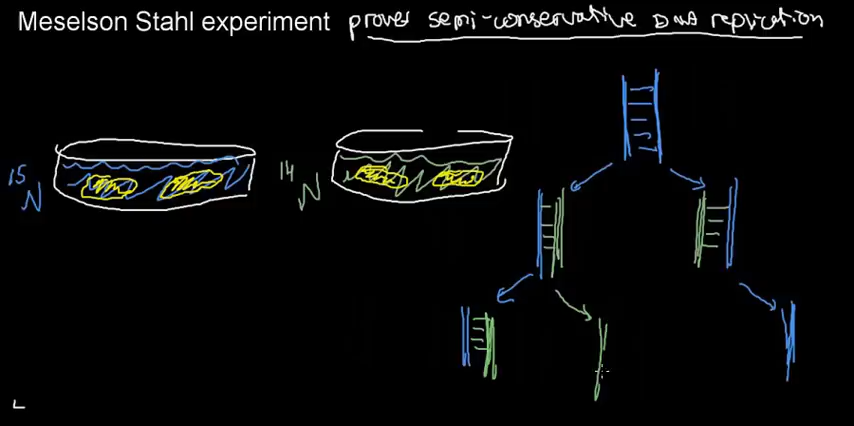 Meselson Stahl experiment proves semi-conservative DNA replication
15 N
14 N